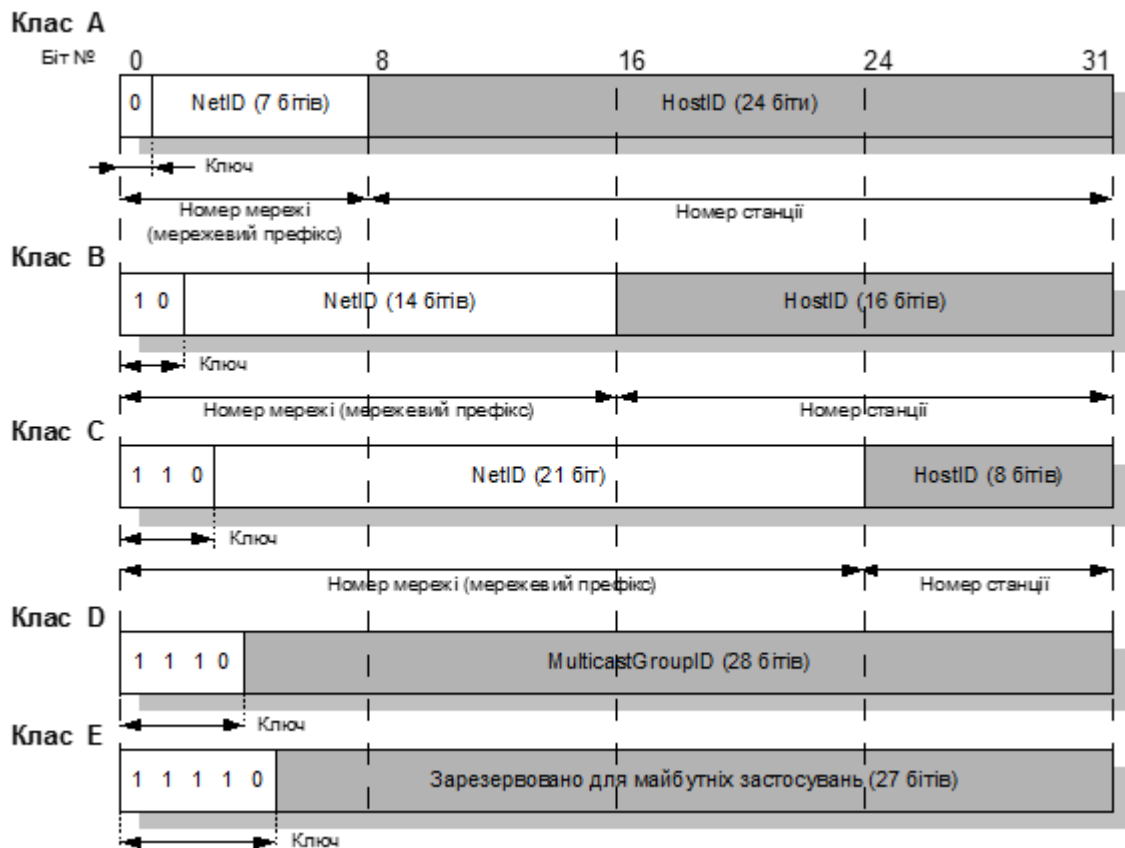 Клас A
Біт № 0 8 16 24 31
0 NetID (7 бітів) HostID (24 біти)
Ключ
Номер мережі
(мережевий префікс)
Номер станції
Клас B
1 0 NetID (14 бітів) HostID (16 бітів)
Ключ
Номер мережі (мережевий префікс) Номер станції
Клас C
1 1 0 NetID (21 біт) HostID (8 бітів)
Ключ
Номер мережі (мережевий префікс) Номер станції
Клас D
1 1 1 0 MulticastGroupID (28 бітів)
Ключ
Клас E
1 1 1 1 0 Зарезервовано для майбутніх застосувань (27 бітів)
Ключ